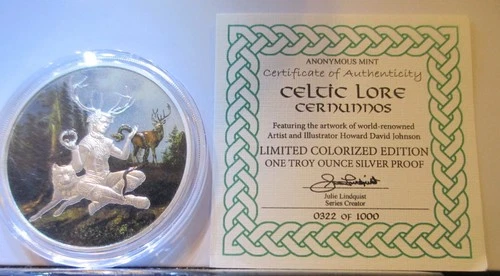 ANONYMOUS MINT
Certificate of Authenticity
CELTIC LORE
CERNUNNOS
Featuring the artwork of world-renowned
Artist and Illustrator Howard David Johnson
LIMITED COLORIZED EDITION
ONE TROY OUNCE SILVER PROOF
Julie Lindquist
Series Creator
0322 OF 1000